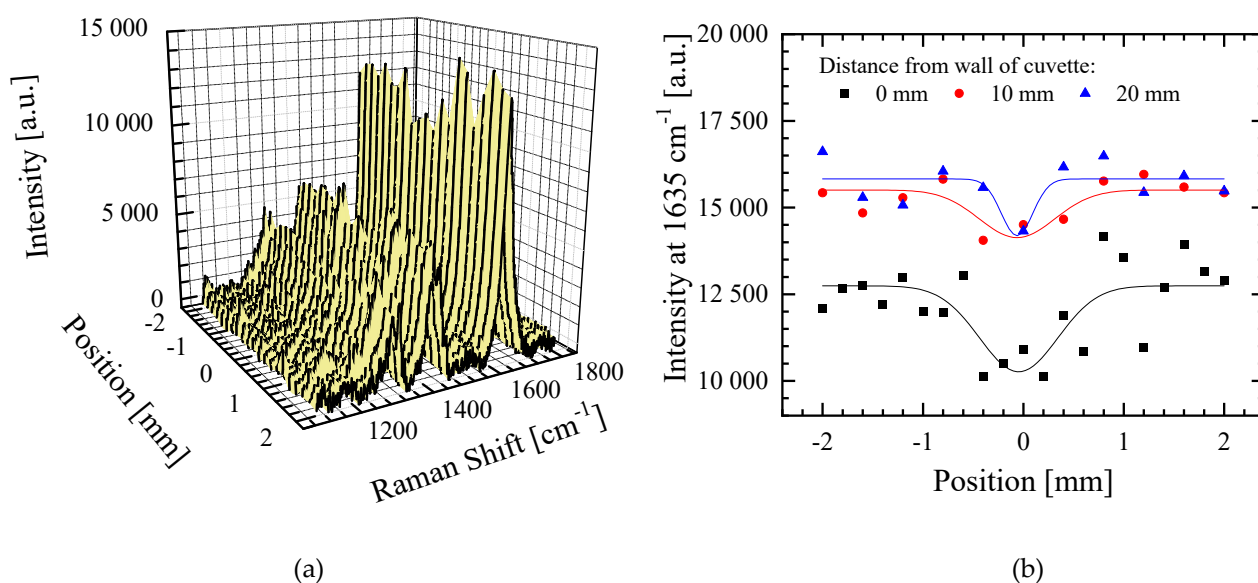 15 000
10 000
5 000
0
Intensity [a.u.]
-2
-1
0
1
2
Position [mm]
1200
1400
1600
1800
Raman Shift [cm⁻¹]
(a)
20 000
17 500
15 000
12 500
10 000
Intensity at 1635 cm⁻¹ [a.u.]
Distance from wall of cuvette:
0 mm 10 mm 20 mm
-2 -1 0 1 2
Position [mm]
(b)